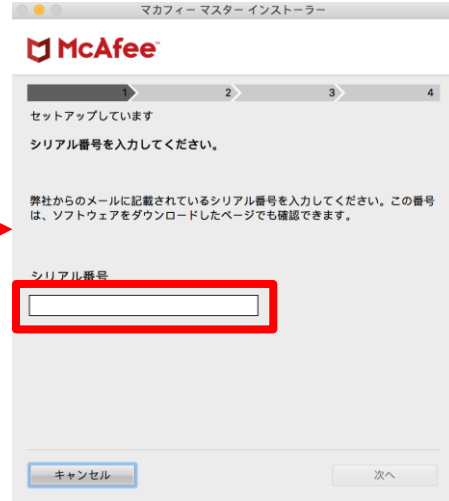 マカフィー マスター インストーラー
McAfee
1 2 3 4
セットアップしています
シリアル番号を入力してください。
弊社からのメールに記載されているシリアル番号を入力してください。この番号
は、ソフトウェアをダウンロードしたページでも確認できます。
シリアル番号
キャンセル 次へ